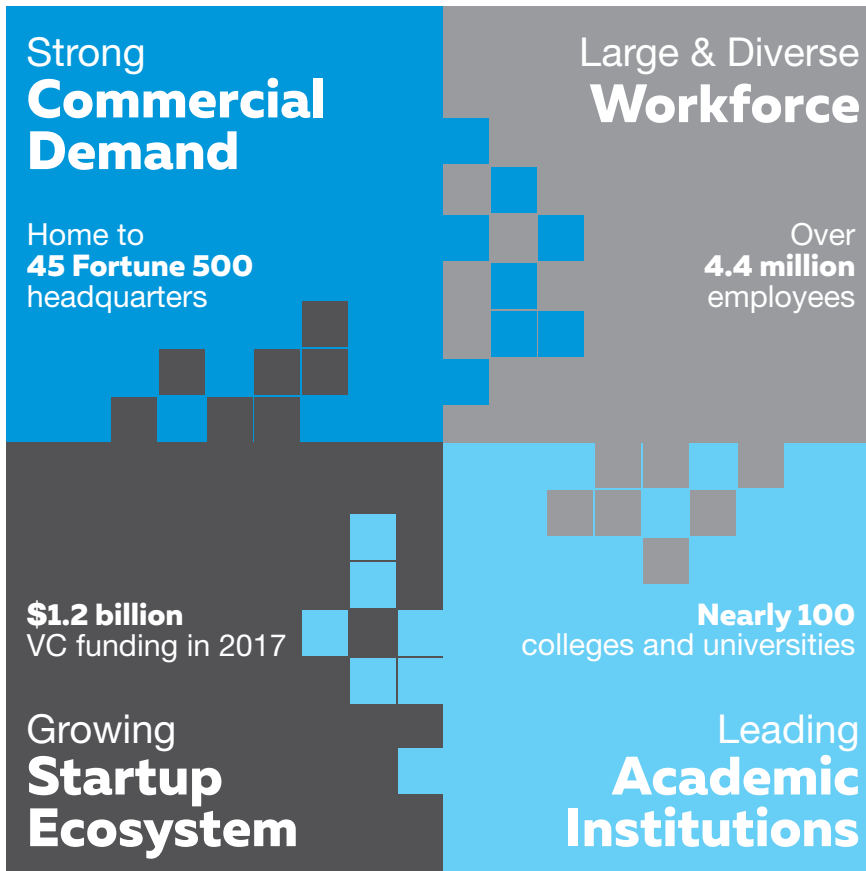 Strong
Commercial
Demand
Home to
45 Fortune 500
headquarters
Large & Diverse
Workforce
Over
4.4 million
employees
$1.2 billion
VC funding in 2017
Growing
Startup
Ecosystem
Nearly 100
colleges and universities
Leading
Academic
Institutions